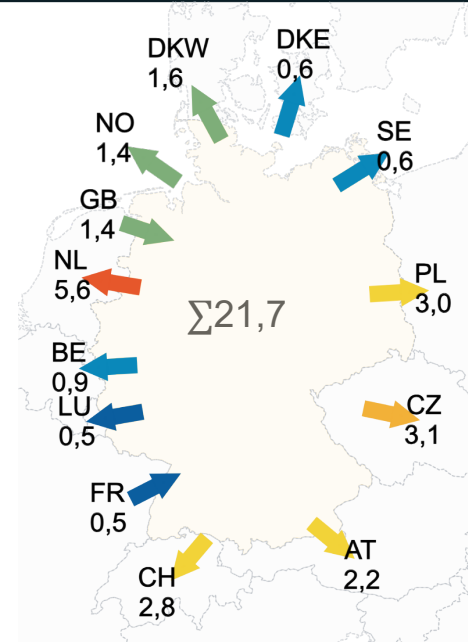 DKW
1,6
DKE
0,6
NO
1,4
SE
0,6
GB
1,4
NL
5,6
PL
3,0
∑21,7
BE
0,9
LU
0,5
CZ
3,1
FR
0,5
AT
2,2
CH
2,8